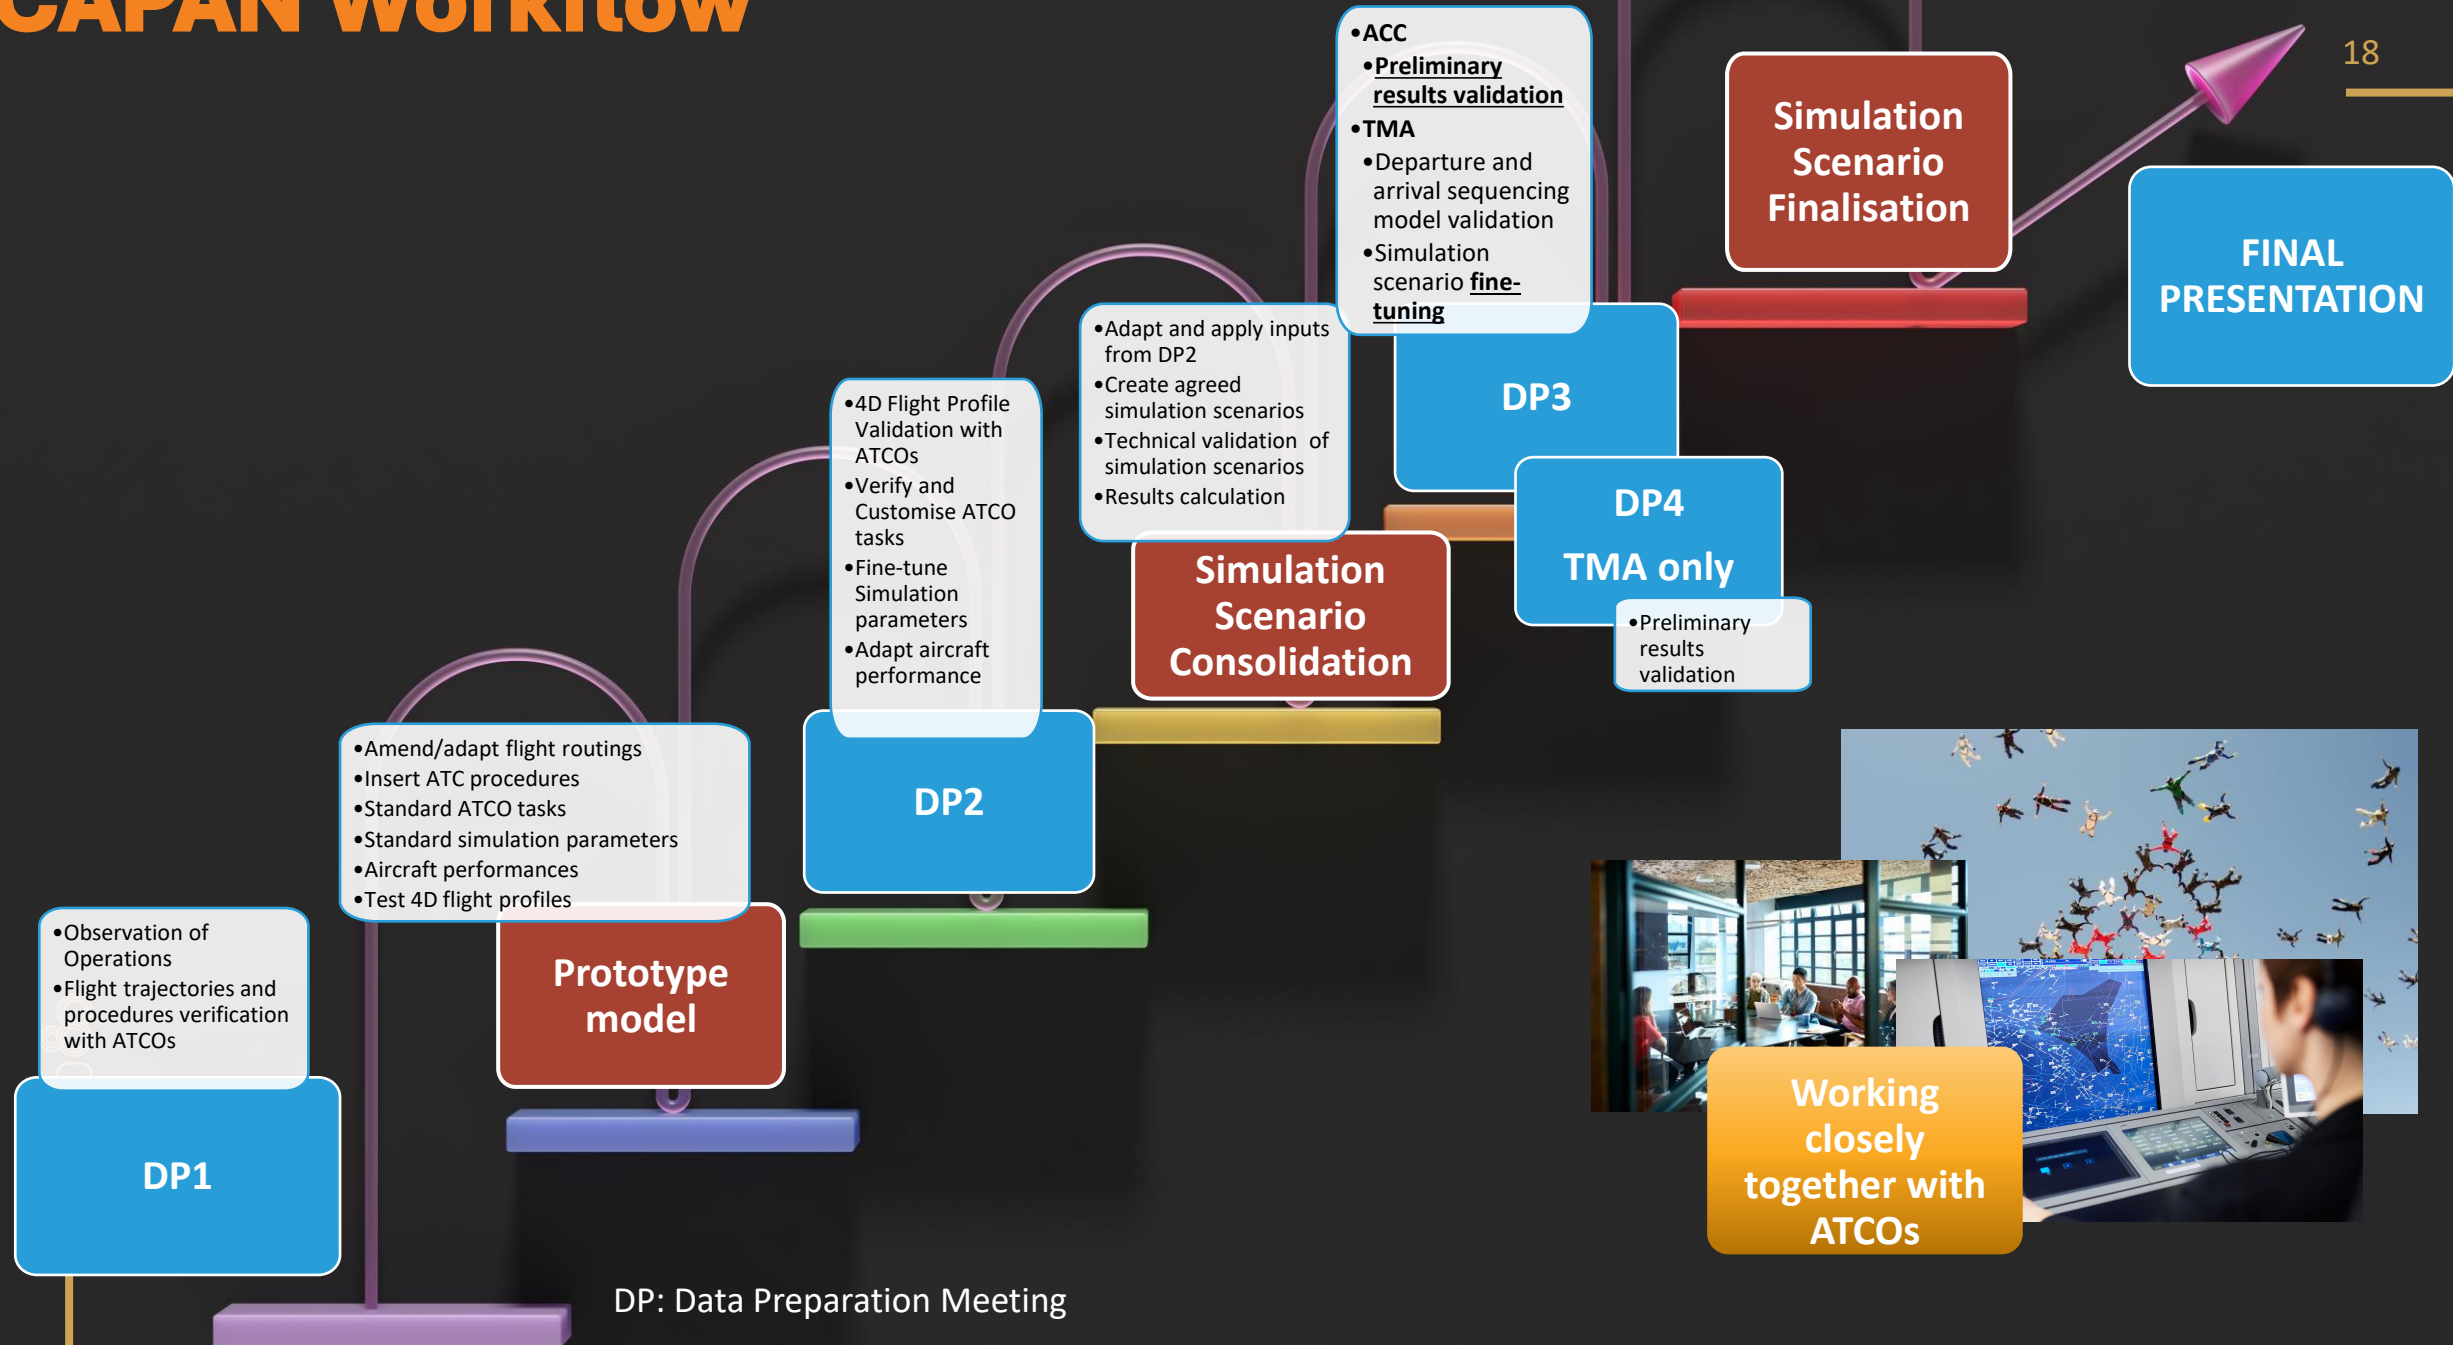 CAPAN Workflow
18
•ACC
•Preliminary
results validation
•TMA
•Departure and
arrival sequencing
model validation
•Simulation
scenario fine-
tuning
Simulation
Scenario
Finalisation
FINAL
PRESENTATION
•Adapt and apply inputs
from DP2
•Create agreed
simulation scenarios
•Technical validation of
simulation scenarios
•Results calculation
DP3
•4D Flight Profile
Validation with
ATCOs
•Verify and
Customise ATCO
tasks
•Fine-tune
Simulation
parameters
•Adapt aircraft
performance
DP4
TMA only
•Preliminary
results
validation
Simulation
Scenario
Consolidation
DP2
•Amend/adapt flight routings
•Insert ATC procedures
•Standard ATCO tasks
•Standard simulation parameters
•Aircraft performances
•Test 4D flight profiles
Prototype
model
•Observation of
Operations
•Flight trajectories and
procedures verification
with ATCOs
DP1
Working
closely
together with
ATCOs
DP: Data Preparation Meeting